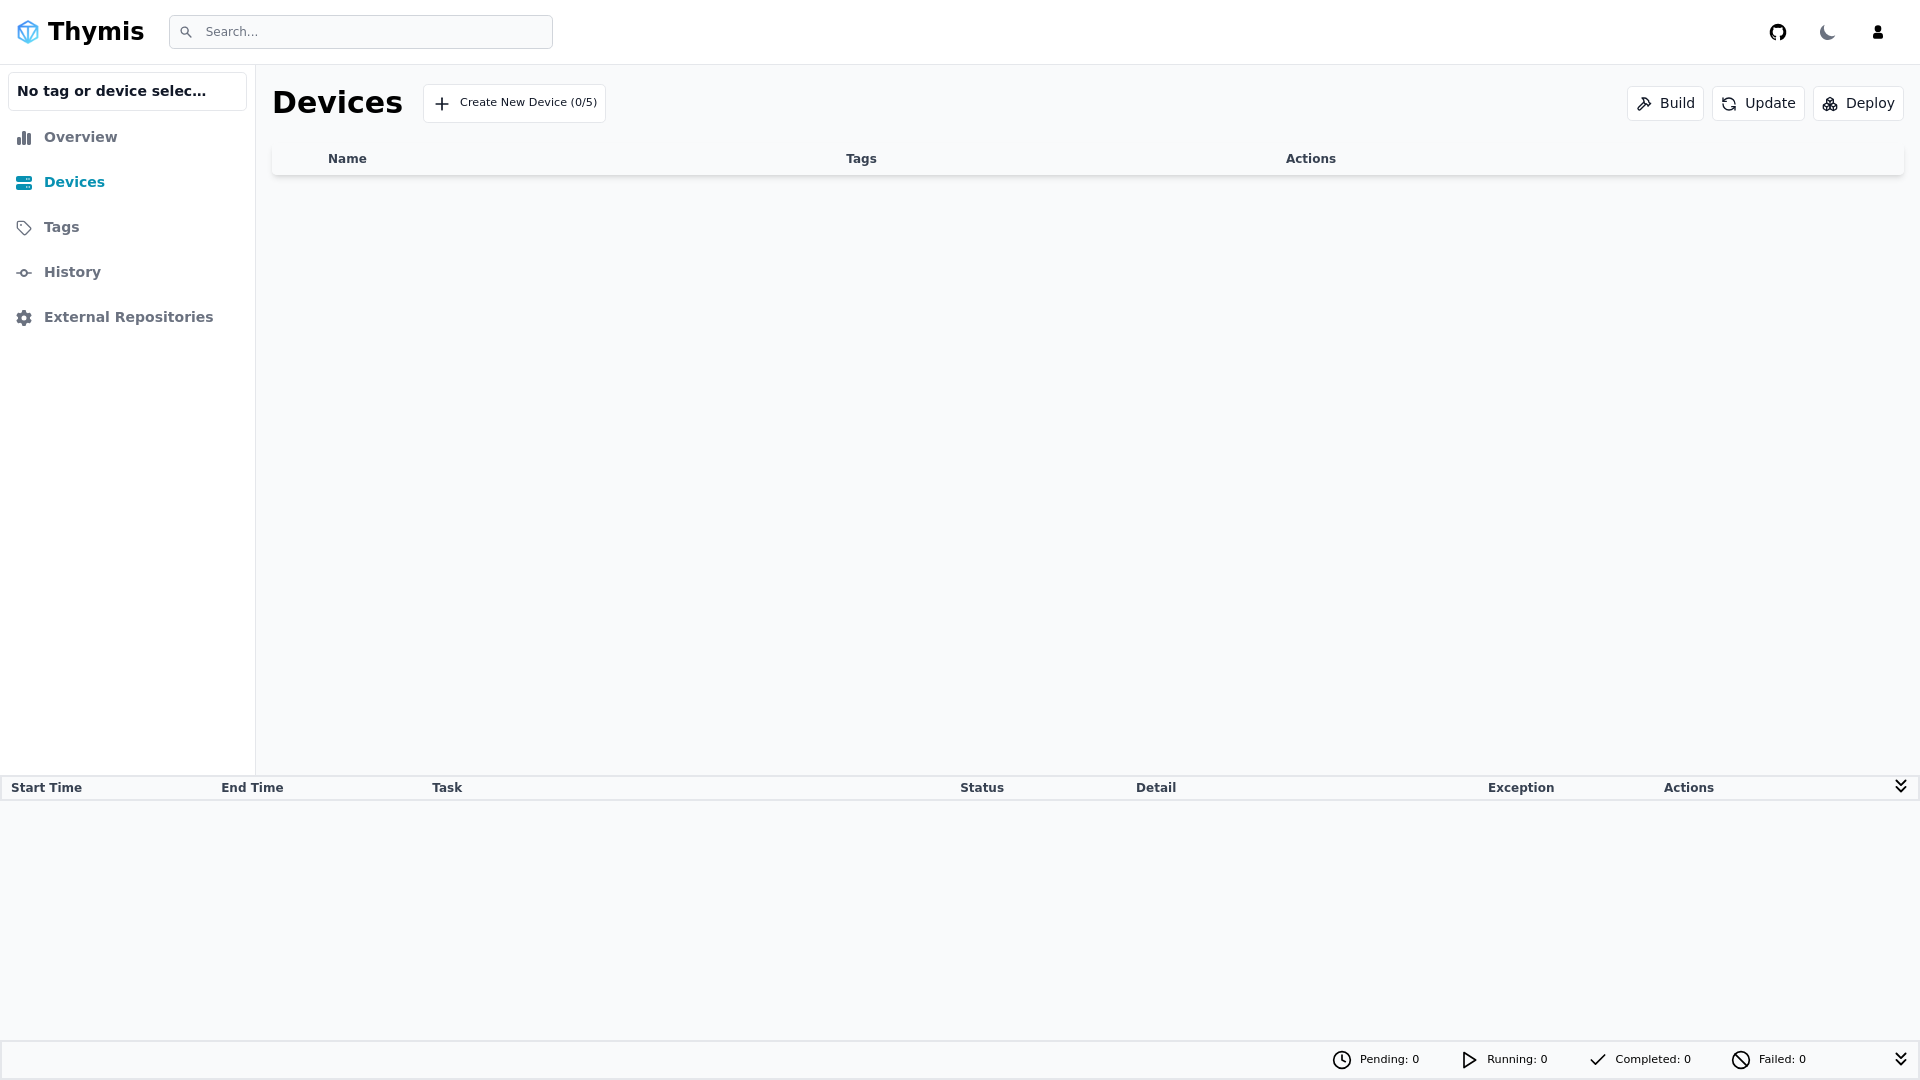 Thymis
Search...
No tag or device selec...
Overview
Devices
Tags
History
External Repositories
Devices
Create New Device (0/5)
Build
Update
Deploy
Name Tags Actions
Start Time End Time Task Status Detail Exception Actions
Pending: 0 Running: 0 Completed: 0 Failed: 0